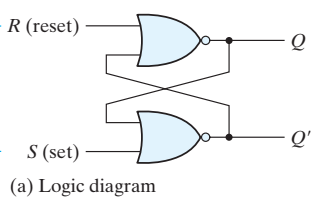 R (reset)
Q
S (set)
Q'
(a) Logic diagram